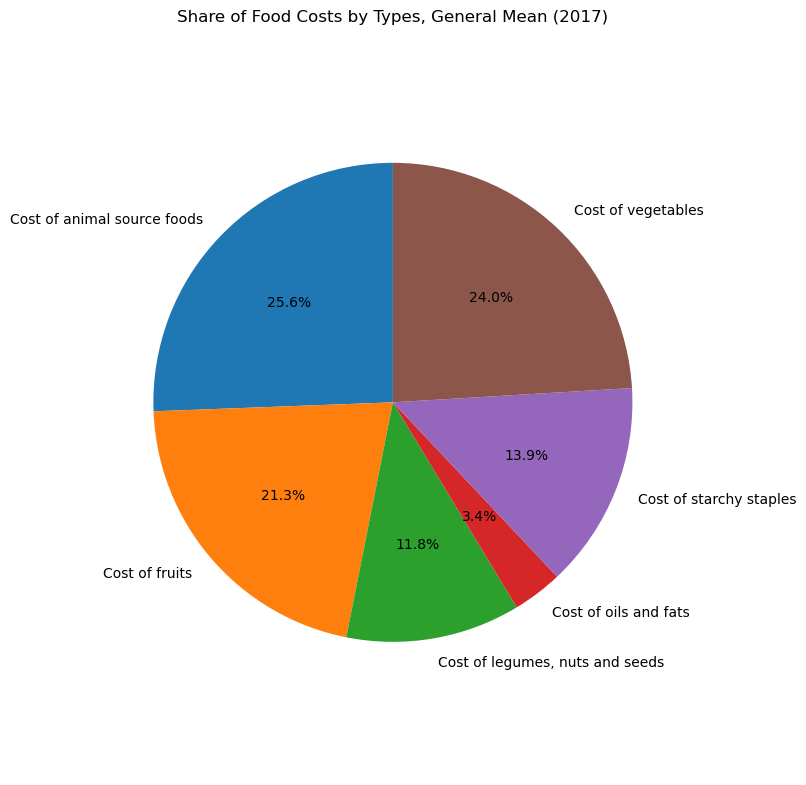 Share of Food Costs by Types, General Mean (2017)
Cost of vegetables
Cost of animal source foods
24.0%
25.6%
13.9%
21.3%
Cost of starchy staples
3.4%
11.8%
Cost of fruits
Cost of oils and fats
Cost of legumes, nuts and seeds